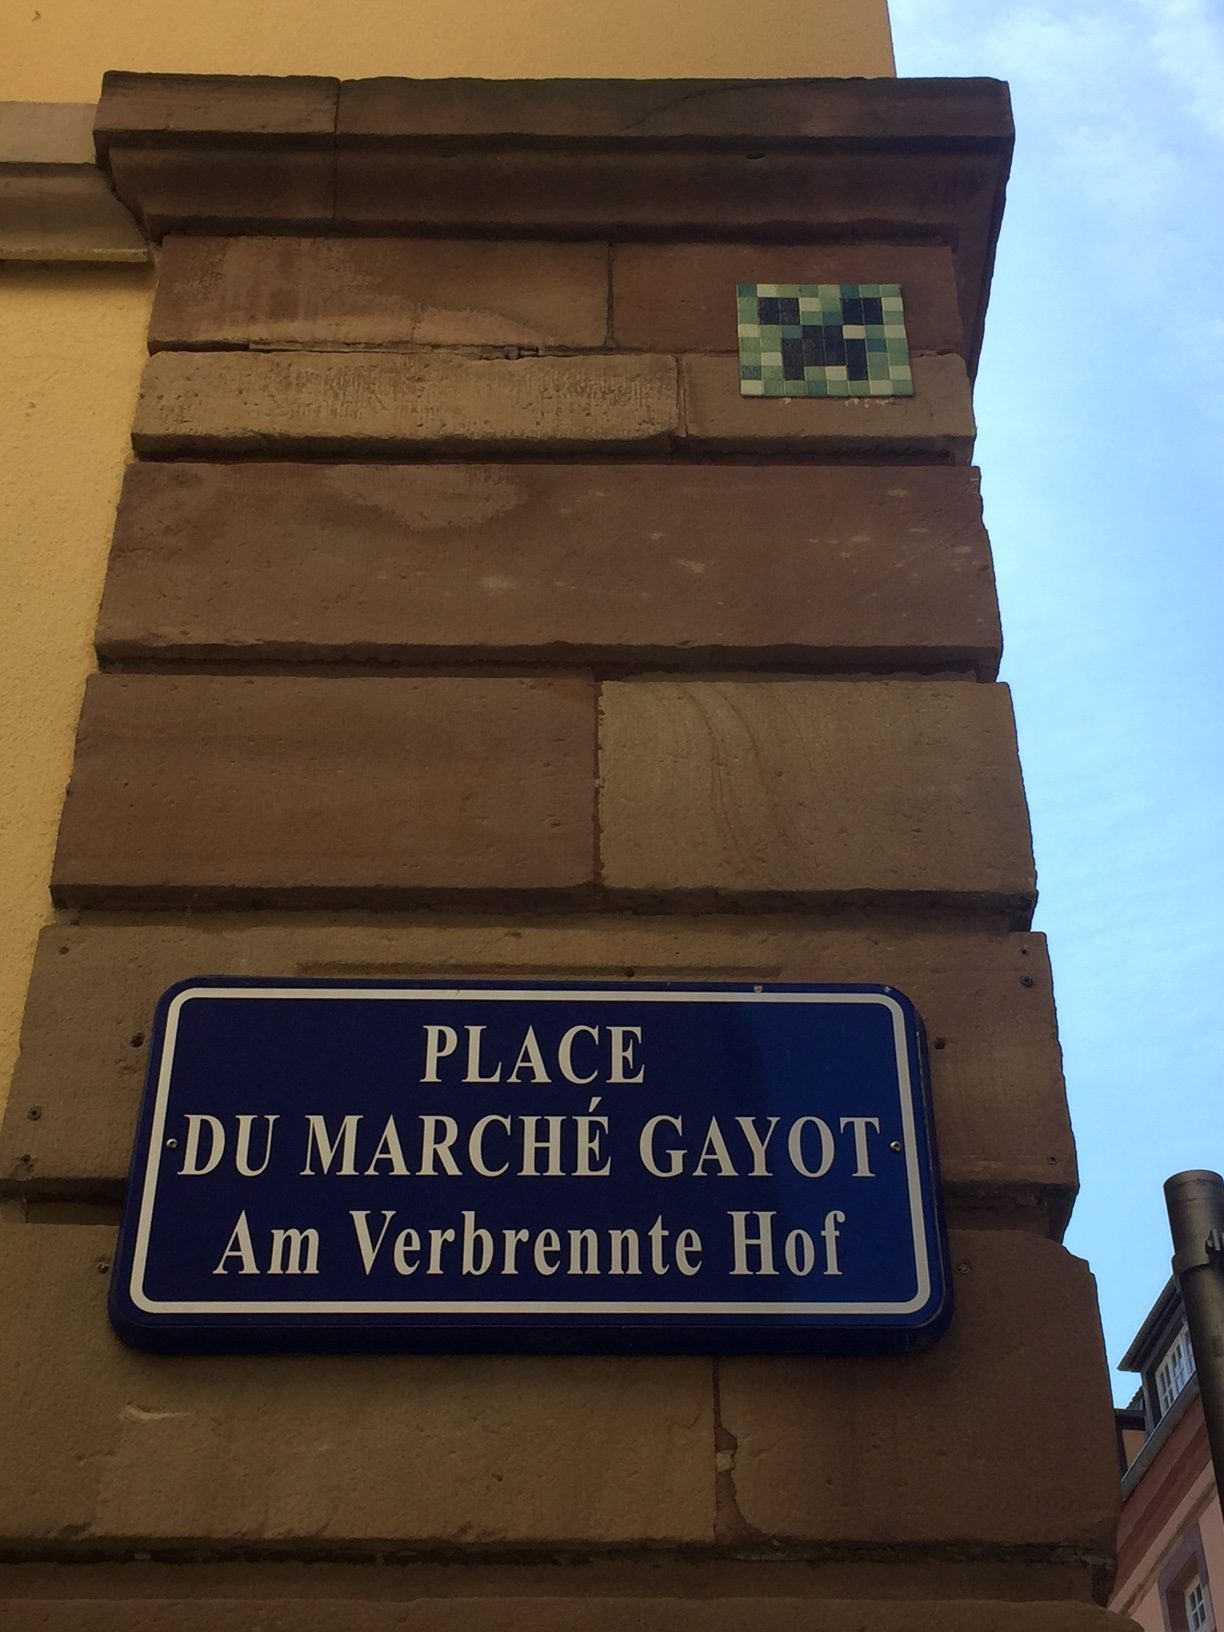 PLACE
DU MARCHÉ GAYOT
Am Verbrennte Hof